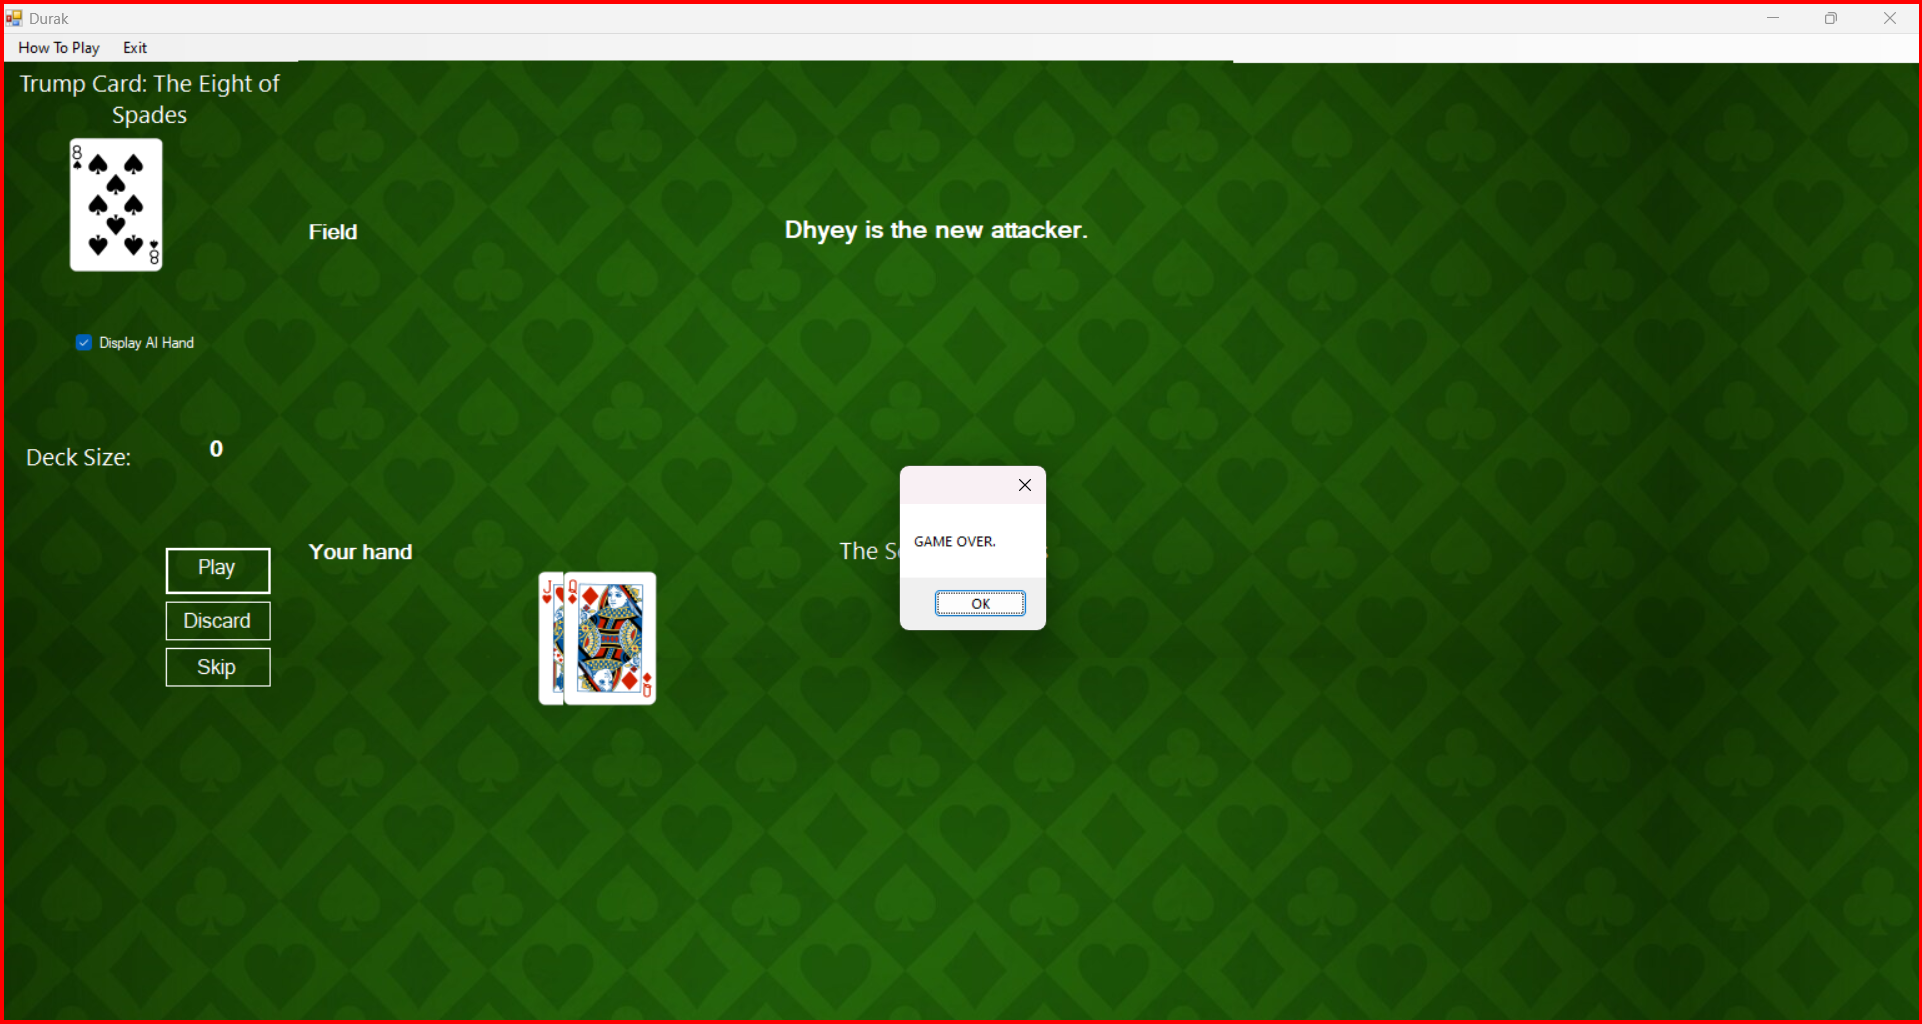 Durak
How To Play Exit
Trump Card: The Eight of
Spades
8
8
Field
Dhyey is the new attacker.
Display AI Hand
Deck Size: 0
GAME OVER.
OK
Play
Discard
Skip
Your hand
The
J Q
Q